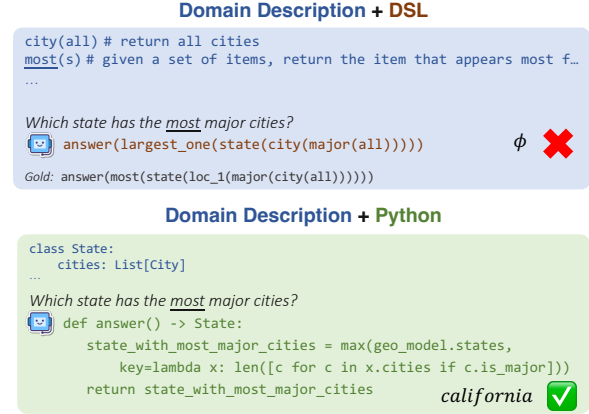 Domain Description + DSL
city(all) # return all cities
most(s) # given a set of items, return the item that appears most f…
…
Which state has the most major cities?
answer(largest_one(state(city(major(all)))))
ϕ
Gold: answer(most(state(loc_1(major(city(all))))))
Domain Description + Python
class State:
cities: List[City]
…
Which state has the most major cities?
def answer() -> State:
state_with_most_major_cities = max(geo_model.states,
key=lambda x: len([c for c in x.cities if c.is_major]))
return state_with_most_major_cities
california